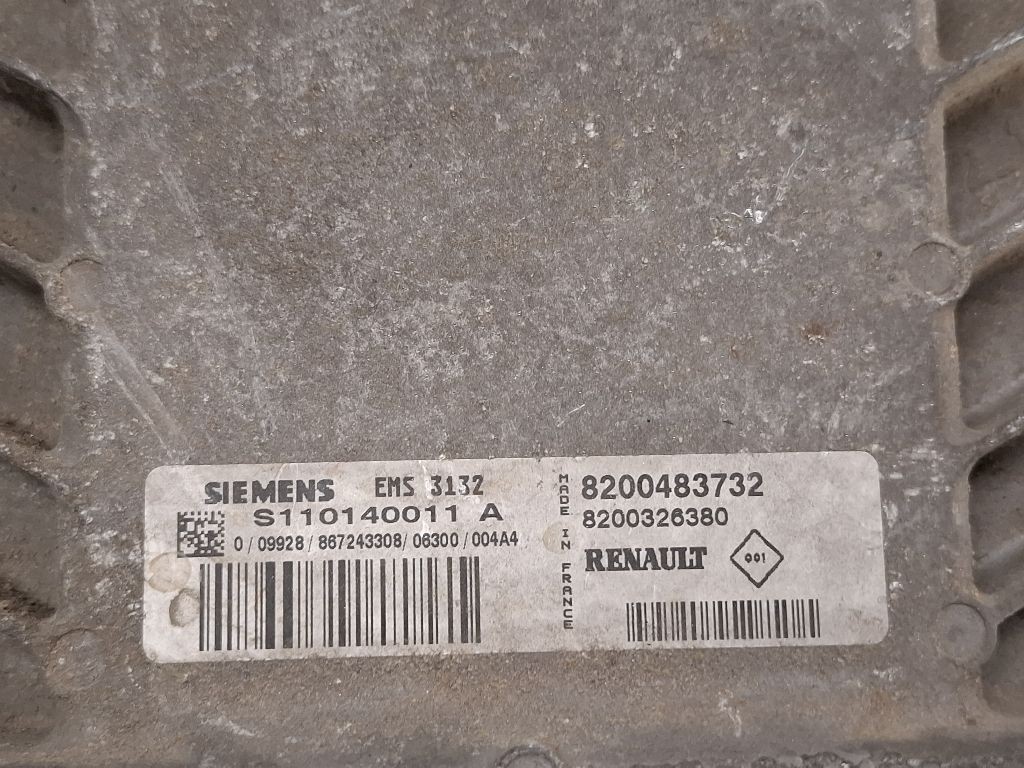 SIEMENS EMS 3132
S110140011 A
0 / 09928 / 867243308 / 06300 / 004A4
MADE IN FRANCE
8200483732
8200326380
RENAULT 001